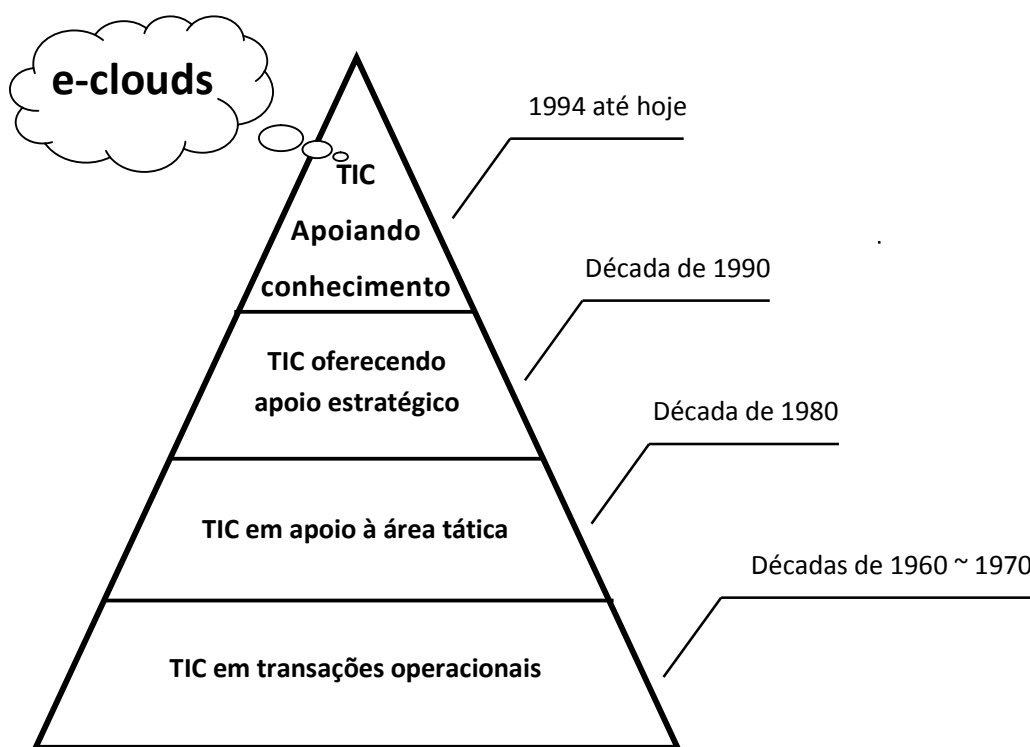 e-clouds
1994 até hoje
TIC
Apoiando
conhecimento
Década de 1990
TIC oferecendo
apoio estratégico
Década de 1980
TIC em apoio à área tática
Décadas de 1960 ~ 1970
TIC em transações operacionais